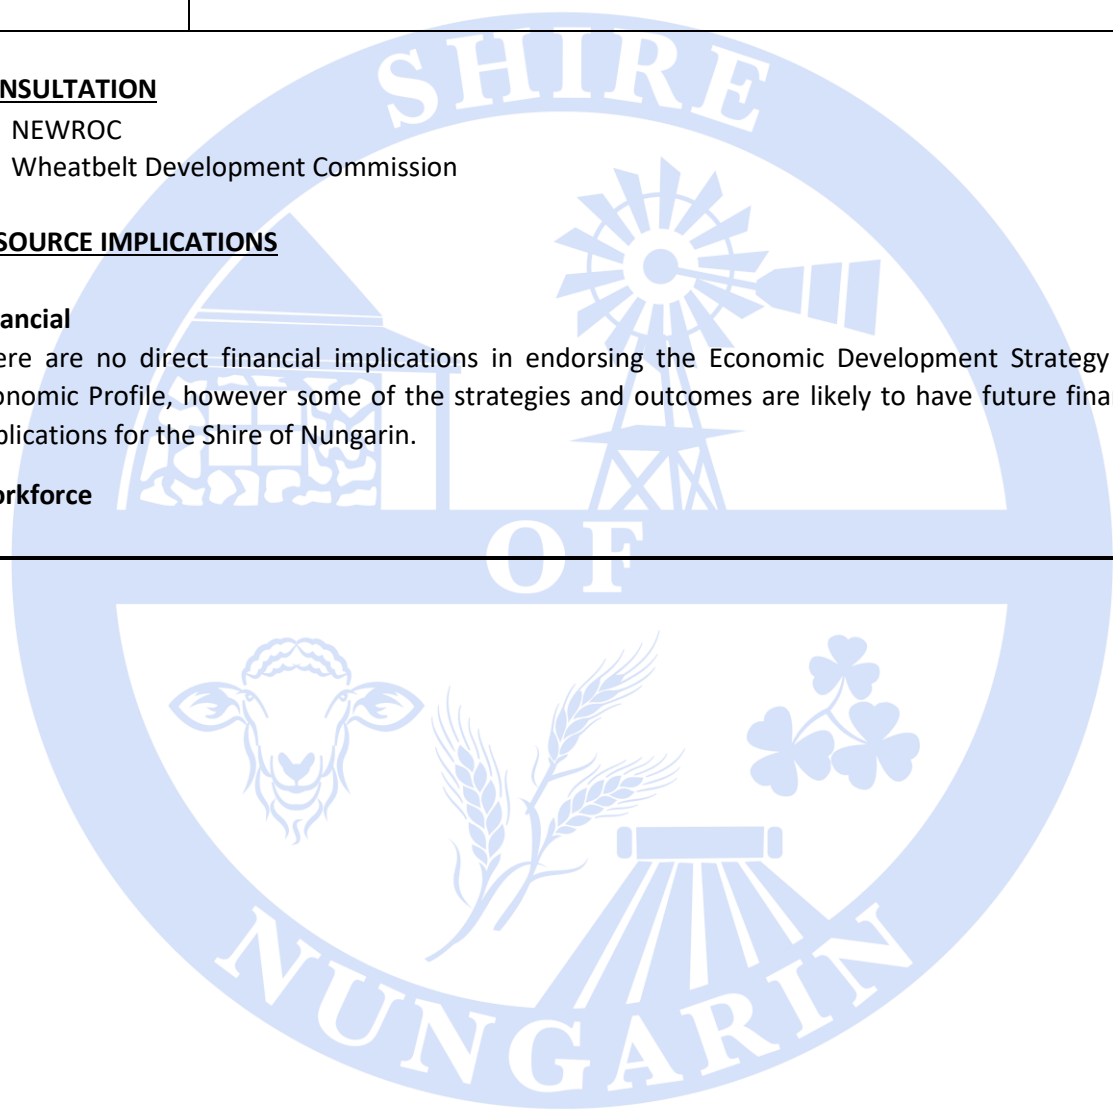 SHIRE
NSULTATION
NEWROC
Wheatbelt Development Commission
SOURCE IMPLICATIONS
ancial
ere are no direct financial implications in endorsing the Economic Development Strategy
onomic Profile, however some of the strategies and outcomes are likely to have future finan
plications for the Shire of Nungarin.
orkforce
OF
NUNGARIN